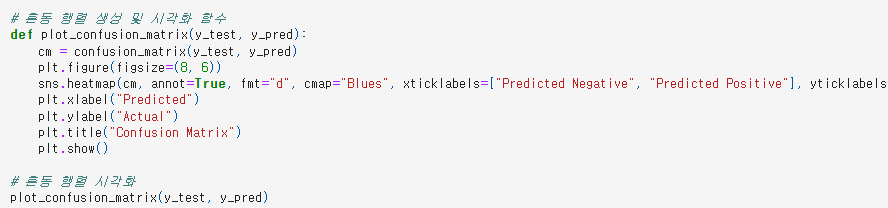 # 혼동 행렬 생성 및 시각화 함수
def plot_confusion_matrix(y_test, y_pred):
    cm = confusion_matrix(y_test, y_pred)
    plt.figure(figsize=(8, 6))
    sns.heatmap(cm, annot=True, fmt="d", cmap="Blues", xticklabels=["Predicted Negative", "Predicted Positive"], yticklabels
    plt.xlabel("Predicted")
    plt.ylabel("Actual")
    plt.title("Confusion Matrix")
    plt.show()
# 혼동 행렬 시각화
plot_confusion_matrix(y_test, y_pred)